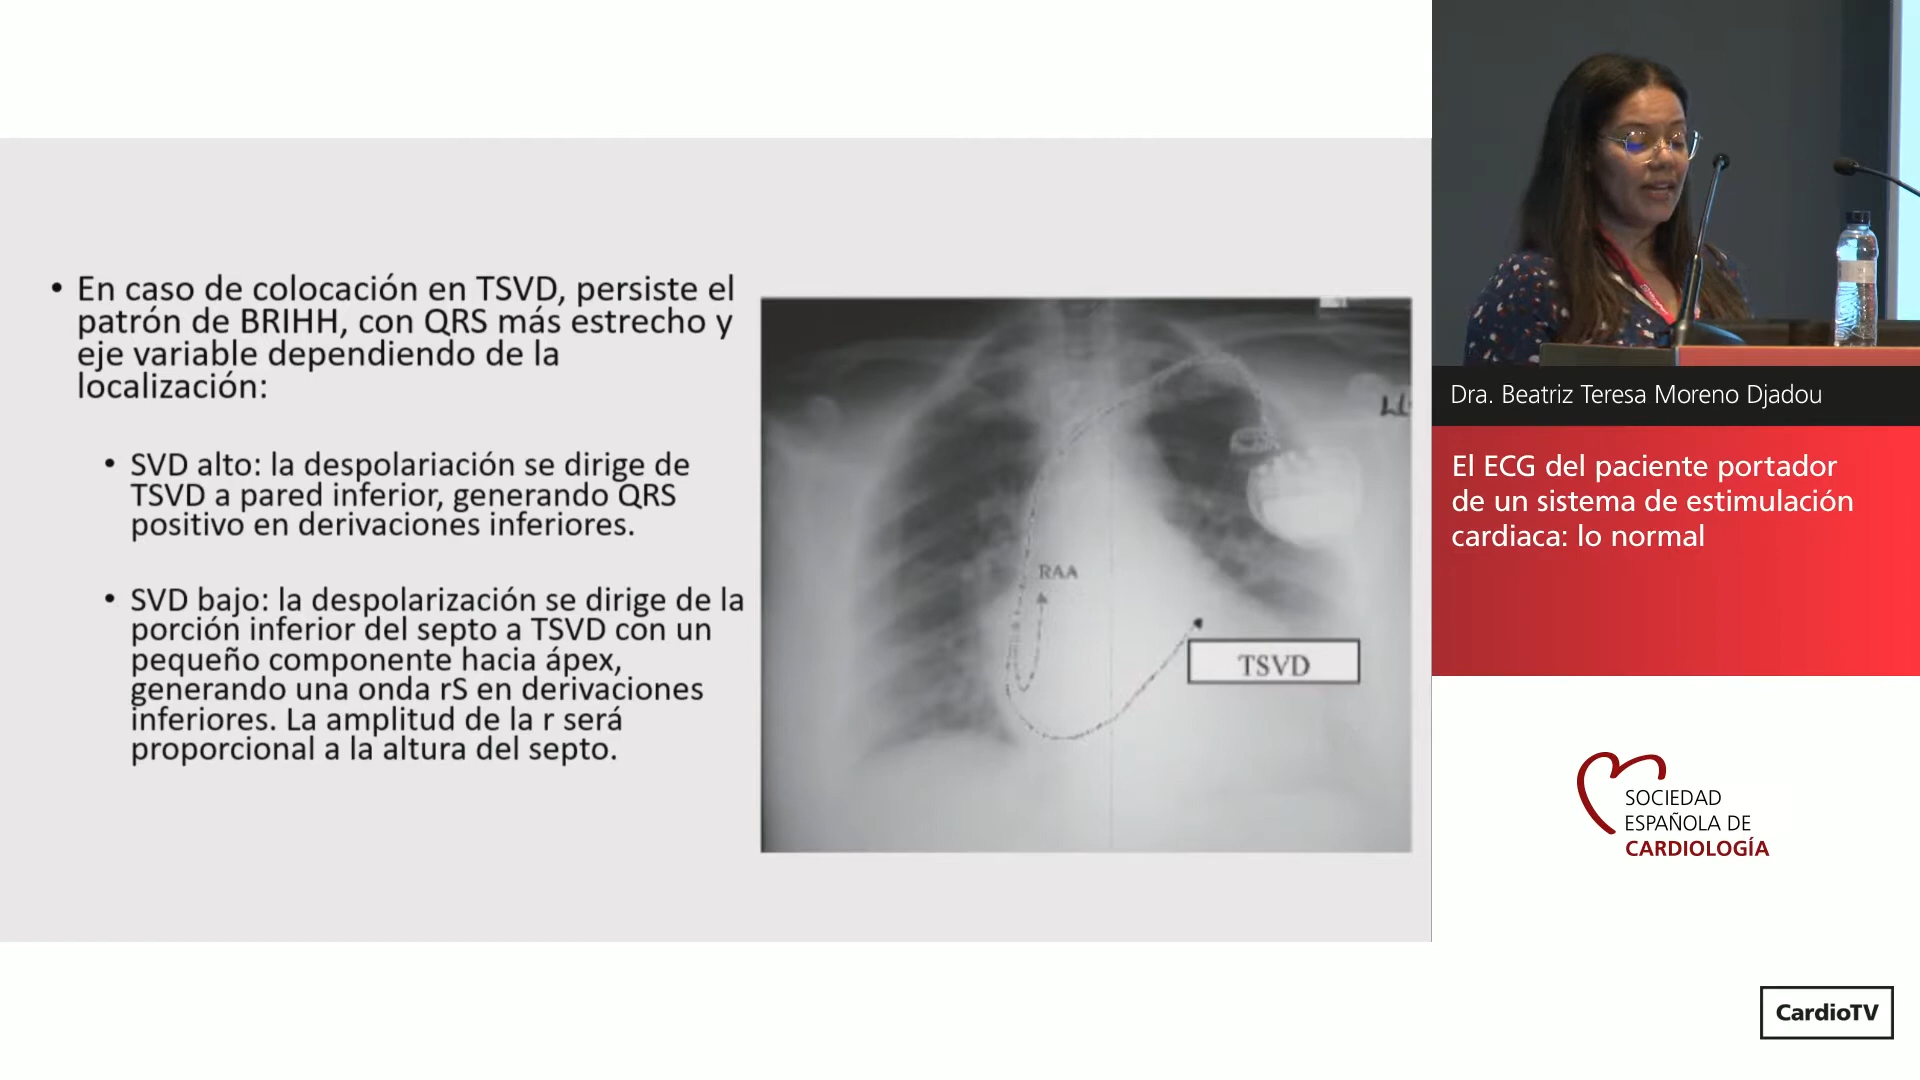 • En caso de colocación en TSVD, persiste el
patrón de BRIHH, con QRS más estrecho y
eje variable dependiendo de la
localización:
• SVD alto: la despolariación se dirige de
TSVD a pared inferior, generando QRS
positivo en derivaciones inferiores.
• SVD bajo: la despolarización se dirige de la
porción inferior del septo a TSVD con un
pequeño componente hacia ápex,
generando una onda rS en derivaciones
inferiores. La amplitud de la r será
proporcional a la altura del septo.
RAA
TSVD
Dra. Beatriz Teresa Moreno Djadou
El ECG del paciente portador
de un sistema de estimulación
cardiaca: lo normal
SOCIEDAD
ESPAÑOLA DE
CARDIOLOGÍA
CardioTV